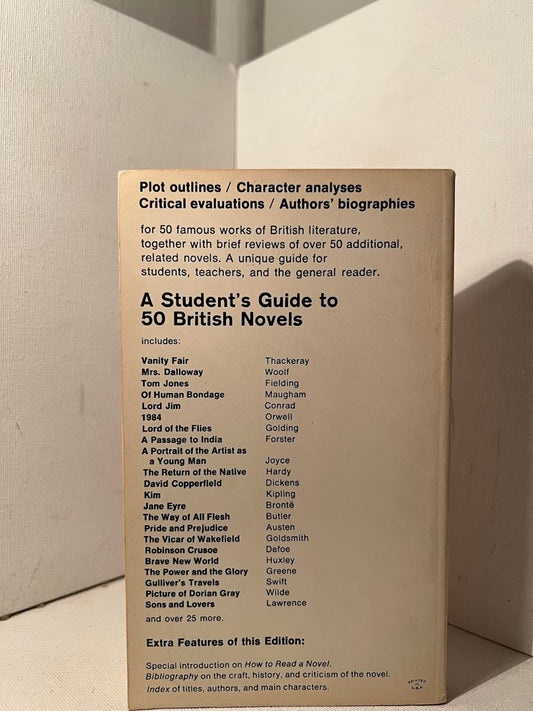 Plot outlines / Character analyses
Critical evaluations / Authors' biographies
for 50 famous works of British literature,
together with brief reviews of over 50 additional,
related novels. A unique guide for
students, teachers, and the general reader.
A Student's Guide to
50 British Novels
includes:
Vanity Fair Thackeray
Mrs. Dalloway Woolf
Tom Jones Fielding
Of Human Bondage Maugham
Lord Jim Conrad
1984 Orwell
Lord of the Flies Golding
A Passage to India Forster
A Portrait of the Artist as
a Young Man Joyce
The Return of the Native Hardy
David Copperfield Dickens
Kim Kipling
Jane Eyre Brontë
The Way of All Flesh Butler
Pride and Prejudice Austen
The Vicar of Wakefield Goldsmith
Robinson Crusoe Defoe
Brave New World Huxley
The Power and the Glory Greene
Gulliver's Travels Swift
Picture of Dorian Gray Wilde
Sons and Lovers Lawrence
and over 25 more.
Extra Features of this Edition:
Special introduction on How to Read a Novel.
Bibliography on the craft, history, and criticism of the novel.
Index of titles, authors, and main characters.
PRINTED
IN
U.S.A.